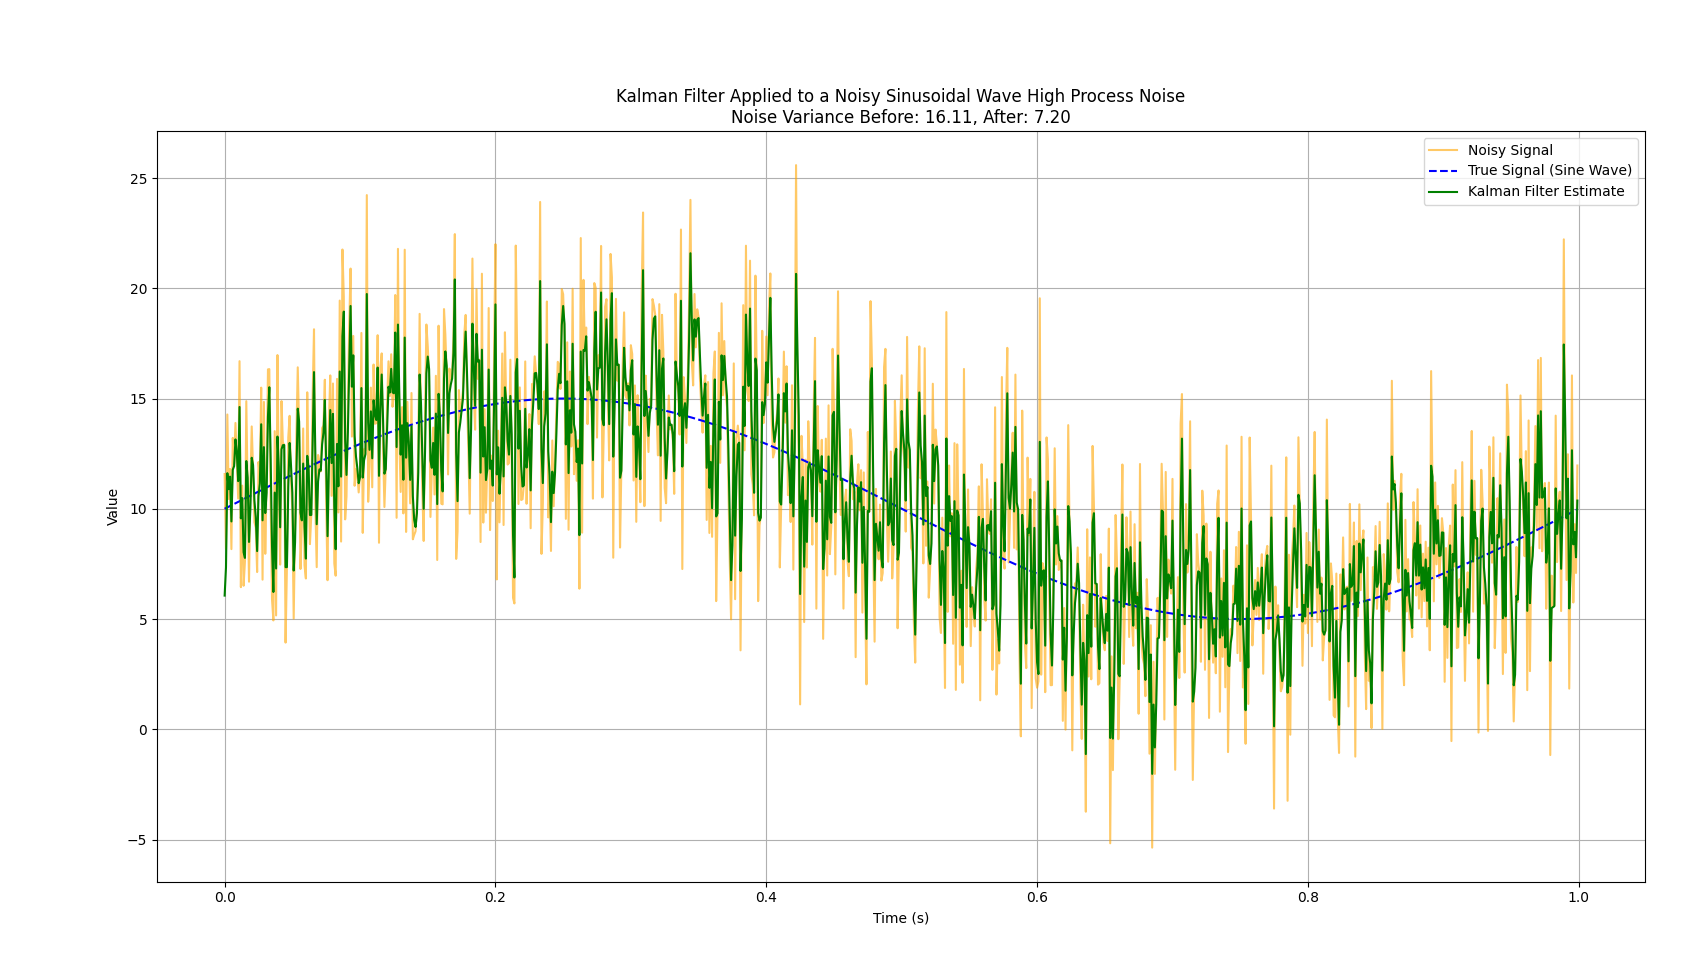 Kalman Filter Applied to a Noisy Sinusoidal Wave High Process Noise
Noise Variance Before: 16.11, After: 7.20
Noisy Signal
True Signal (Sine Wave)
Kalman Filter Estimate
25
20
15
10
5
0
−5
Value
0.0
0.2
0.4
0.6
0.8
1.0
Time (s)